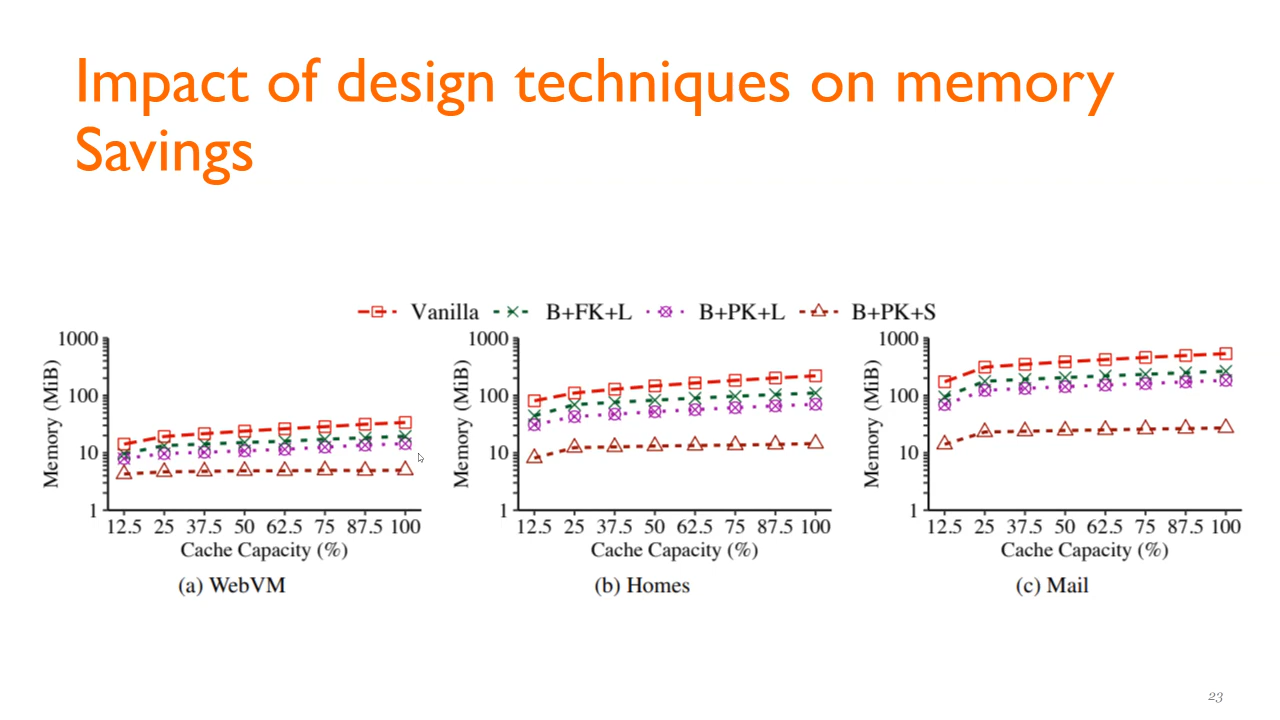 Impact of design techniques on memory
Savings
Vanilla B+FK+L B+PK+L B+PK+S
1000
100
10
1
Memory (MiB)
12.5 25 37.5 50 62.5 75 87.5 100
Cache Capacity (%)
(a) WebVM
1000
100
10
1
Memory (MiB)
12.5 25 37.5 50 62.5 75 87.5 100
Cache Capacity (%)
(b) Homes
1000
100
10
1
Memory (MiB)
12.5 25 37.5 50 62.5 75 87.5 100
Cache Capacity (%)
(c) Mail
23